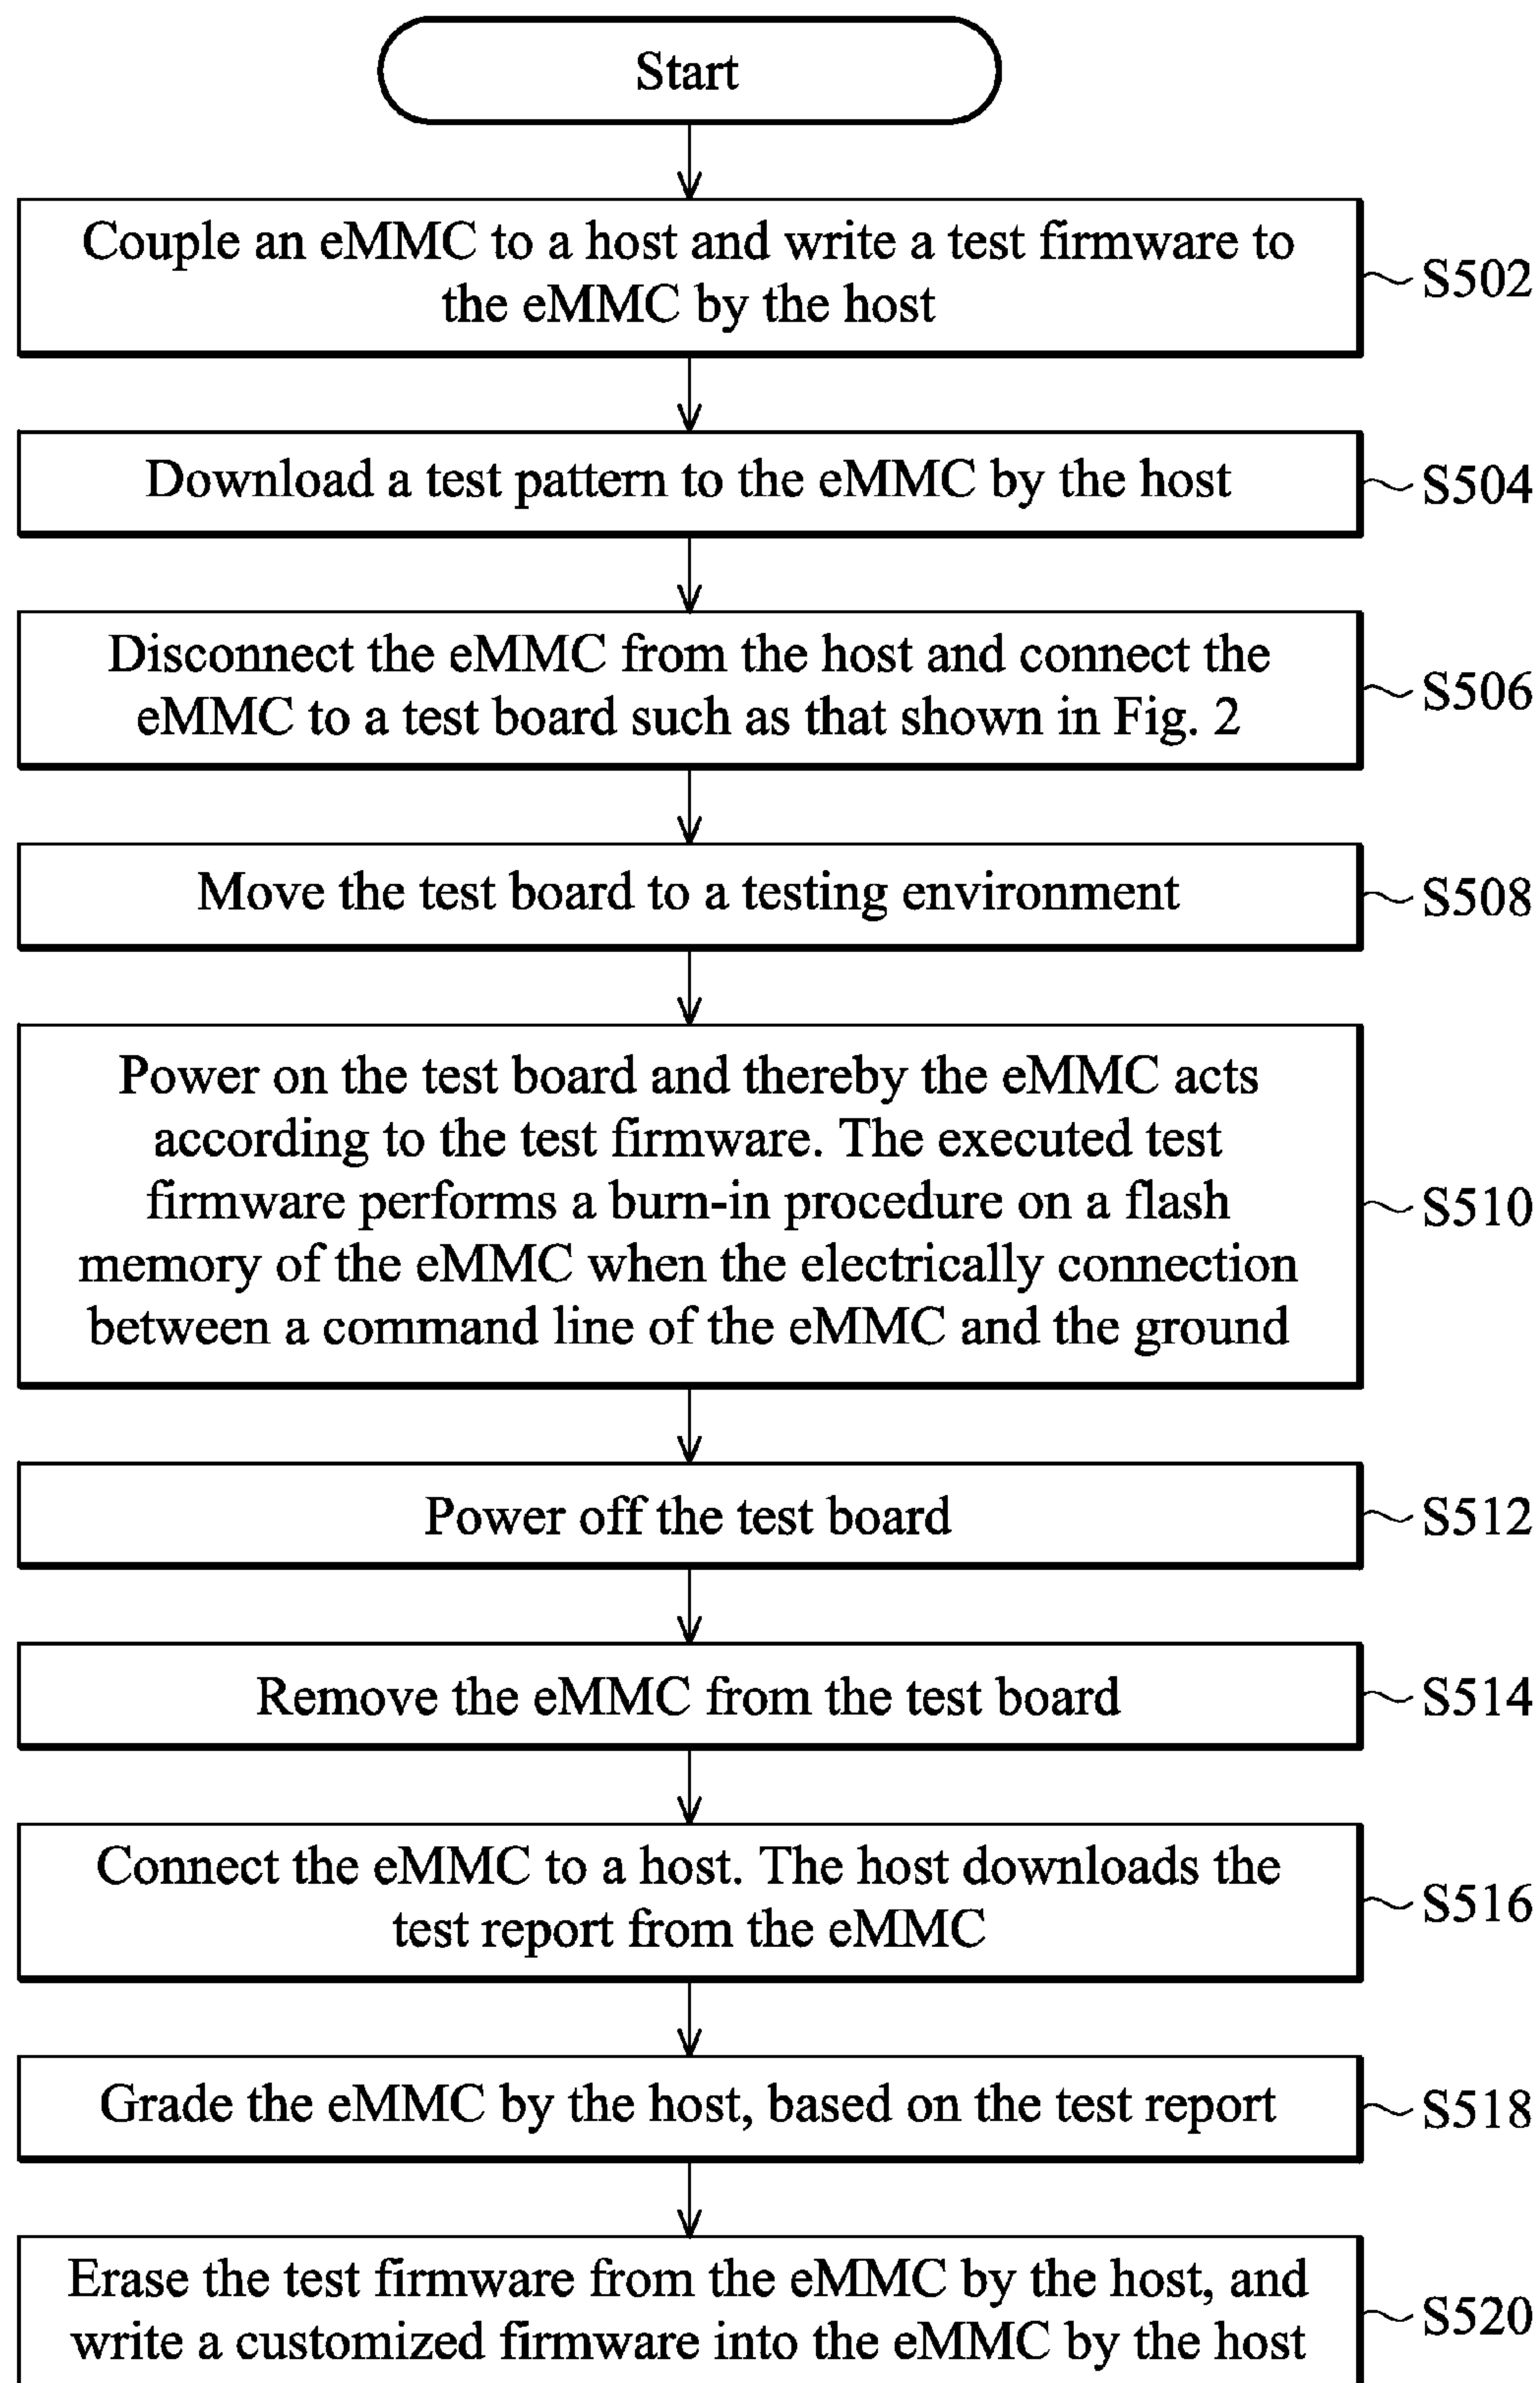 Start
Couple an eMMC to a host and write a test firmware to
the eMMC by the host
S502
Download a test pattern to the eMMC by the host
S504
Disconnect the eMMC from the host and connect the
eMMC to a test board such as that shown in Fig. 2
S506
Move the test board to a testing environment
S508
Power on the test board and thereby the eMMC acts
according to the test firmware. The executed test
firmware performs a burn-in procedure on a flash
memory of the eMMC when the electrically connection
between a command line of the eMMC and the ground
S510
Power off the test board
S512
Remove the eMMC from the test board
S514
Connect the eMMC to a host. The host downloads the
test report from the eMMC
S516
Grade the eMMC by the host, based on the test report
S518
Erase the test firmware from the eMMC by the host, and
write a customized firmware into the eMMC by the host
S520